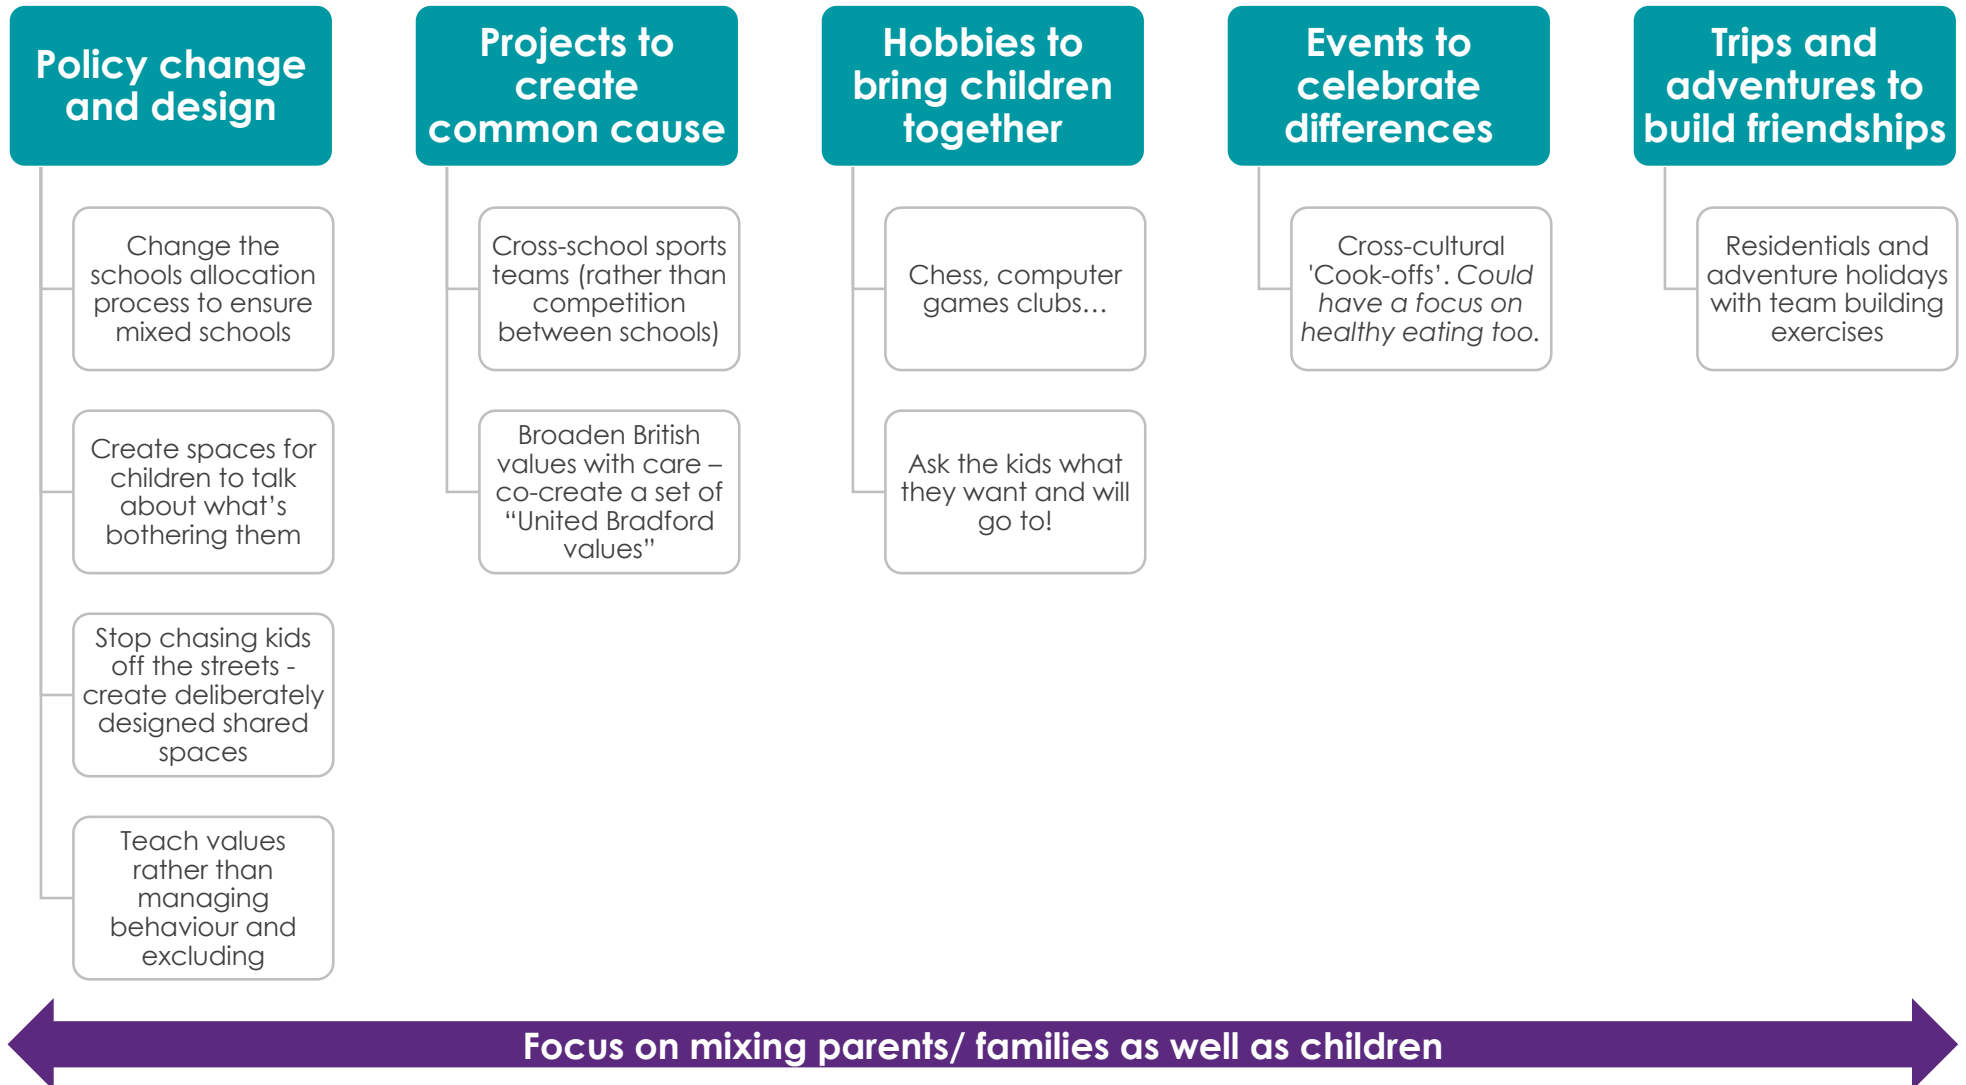 Policy change
and design
Change the
schools allocation
process to ensure
mixed schools
Create spaces for
children to talk
about what’s
bothering them
Stop chasing kids
off the streets -
create deliberately
designed shared
spaces
Teach values
rather than
managing
behaviour and
excluding
Projects to
create
common cause
Cross-school sports
teams (rather than
competition
between schools)
Broaden British
values with care –
co-create a set of
“United Bradford
values”
Hobbies to
bring children
together
Chess, computer
games clubs…
Ask the kids what
they want and will
go to!
Events to
celebrate
differences
Cross-cultural
'Cook-offs’. Could
have a focus on
healthy eating too.
Trips and
adventures to
build friendships
Residentials and
adventure holidays
with team building
exercises
Focus on mixing parents/ families as well as children